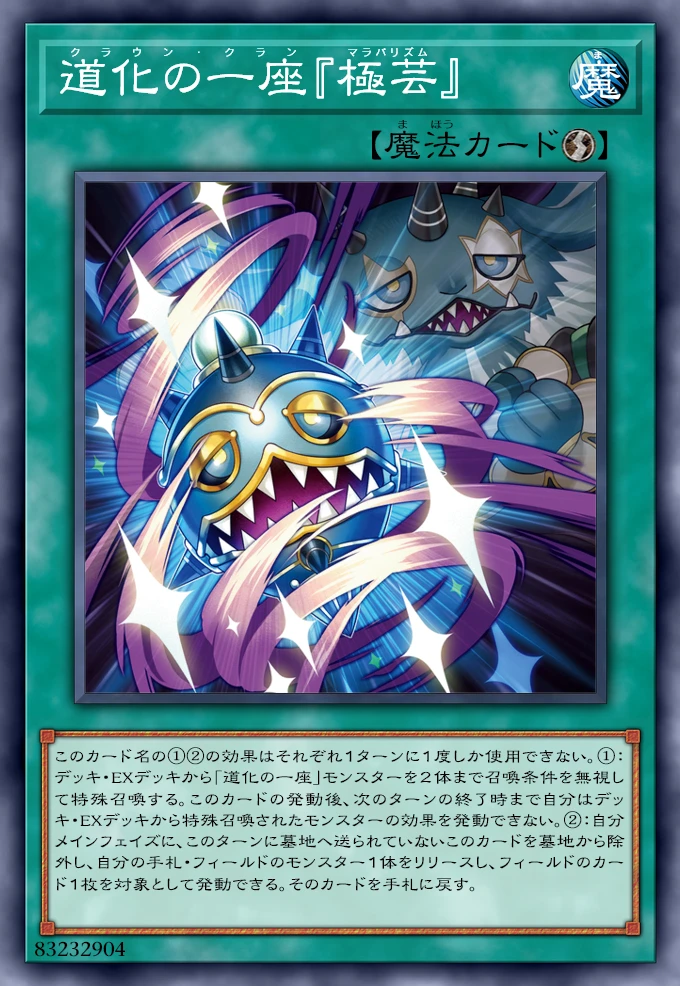 クラウン・クラン マラバリズム
道化の一座『極芸』
ま
魔
まほう
【魔法カード】
このカード名の①②の効果はそれぞれ１ターンに１度しか使用できない。①：
デッキ・EXデッキから「道化の一座」モンスターを２体まで召喚条件を無視し
て特殊召喚する。このカードの発動後、次のターンの終了時まで自分はデッ
キ・EXデッキから特殊召喚されたモンスターの効果を発動できない。②：自分
メインフェイズに、このターンに墓地へ送られていないこのカードを墓地から除
外し、自分の手札・フィールドのモンスター１体をリリースし、フィールドのカー
ド１枚を対象として発動できる。そのカードを手札に戻す。
83232904